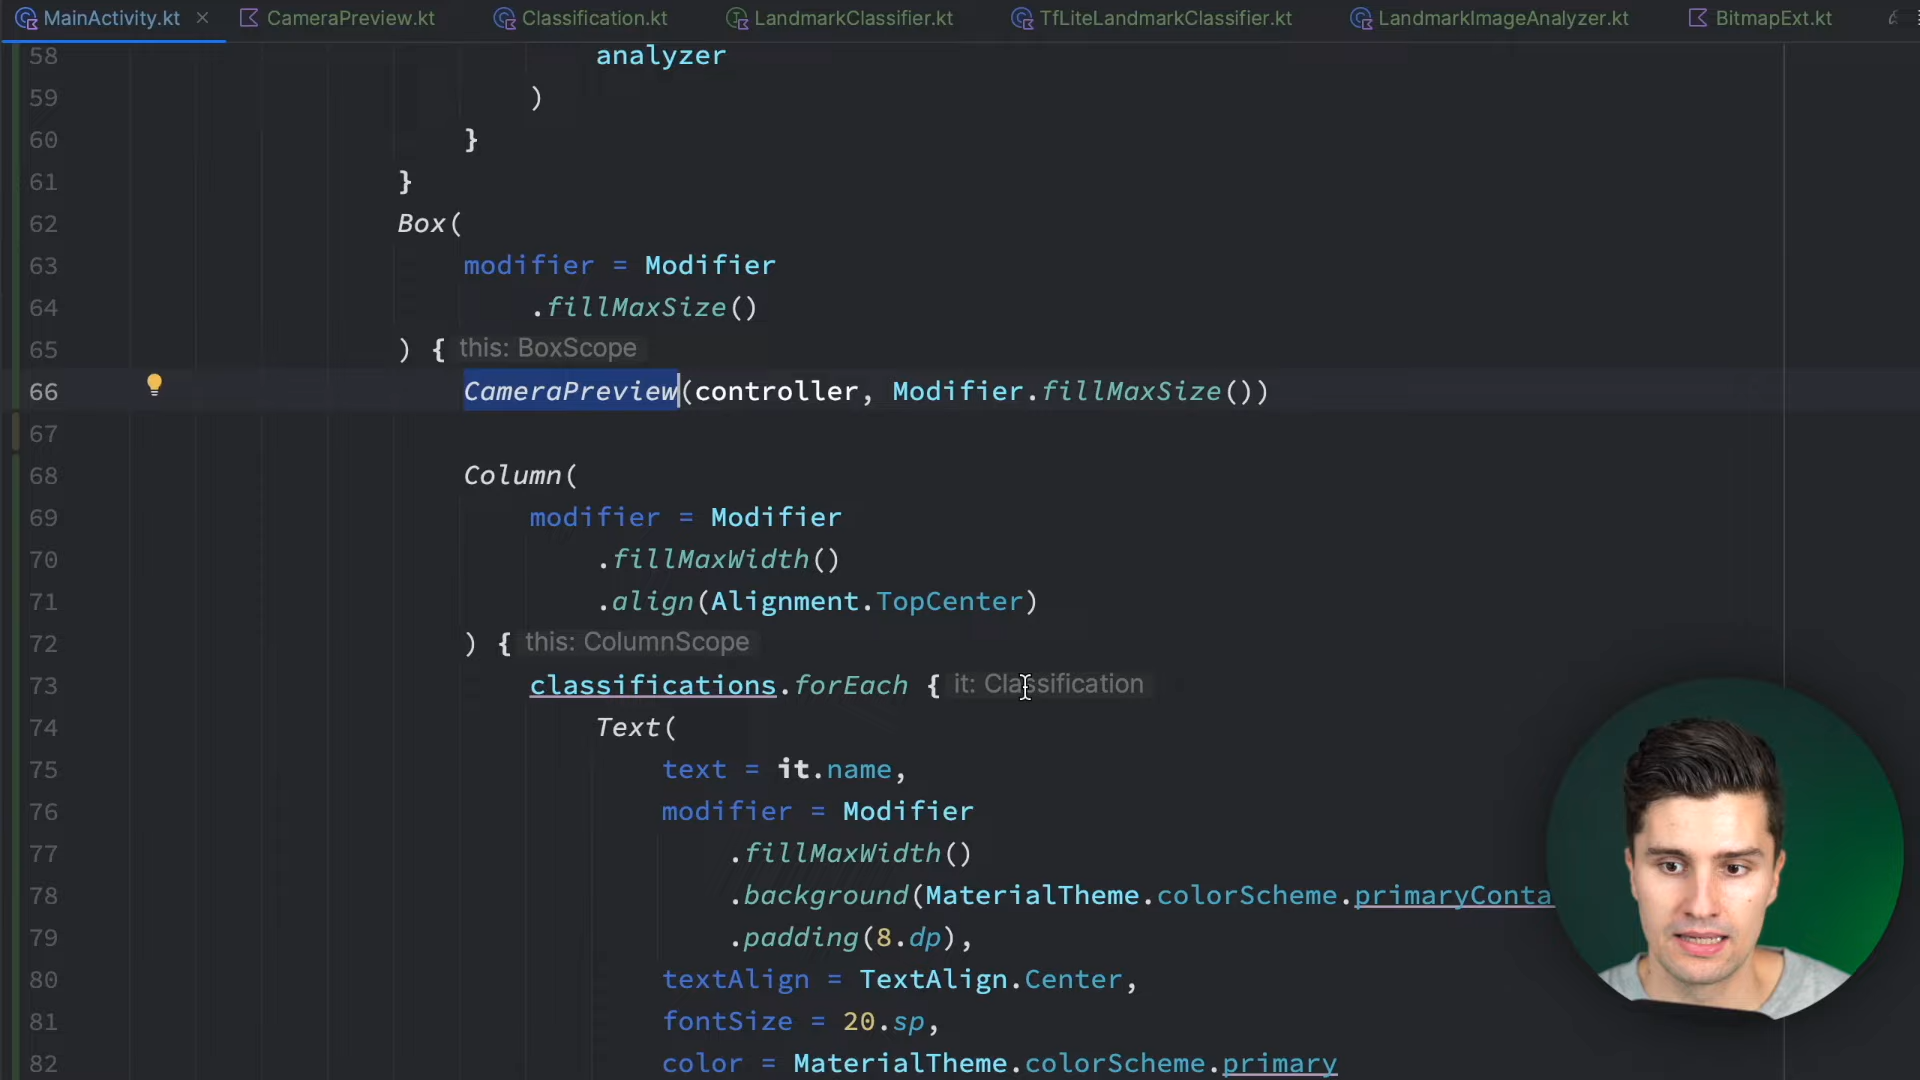 MainActivity.kt CameraPreview.kt Classification.kt LandmarkClassifier.kt TfLiteLandmarkClassifier.kt LandmarkImageAnalyzer.kt BitmapExt.kt
58 analyzer
59 )
60 }
61 }
62 Box(
63 modifier = Modifier
64 .fillMaxSize()
65 ) { this: BoxScope
66 CameraPreview(controller, Modifier.fillMaxSize())
67
68 Column(
69 modifier = Modifier
70 .fillMaxWidth()
71 .align(Alignment.TopCenter)
72 ) { this: ColumnScope
73 classifications.forEach { it: Classification
74 Text(
75 text = it.name,
76 modifier = Modifier
77 .fillMaxWidth()
78 .background(MaterialTheme.colorScheme.primaryConta
79 .padding(8.dp),
80 textAlign = TextAlign.Center,
81 fontSize = 20.sp,
82 color = MaterialTheme.colorScheme.primary